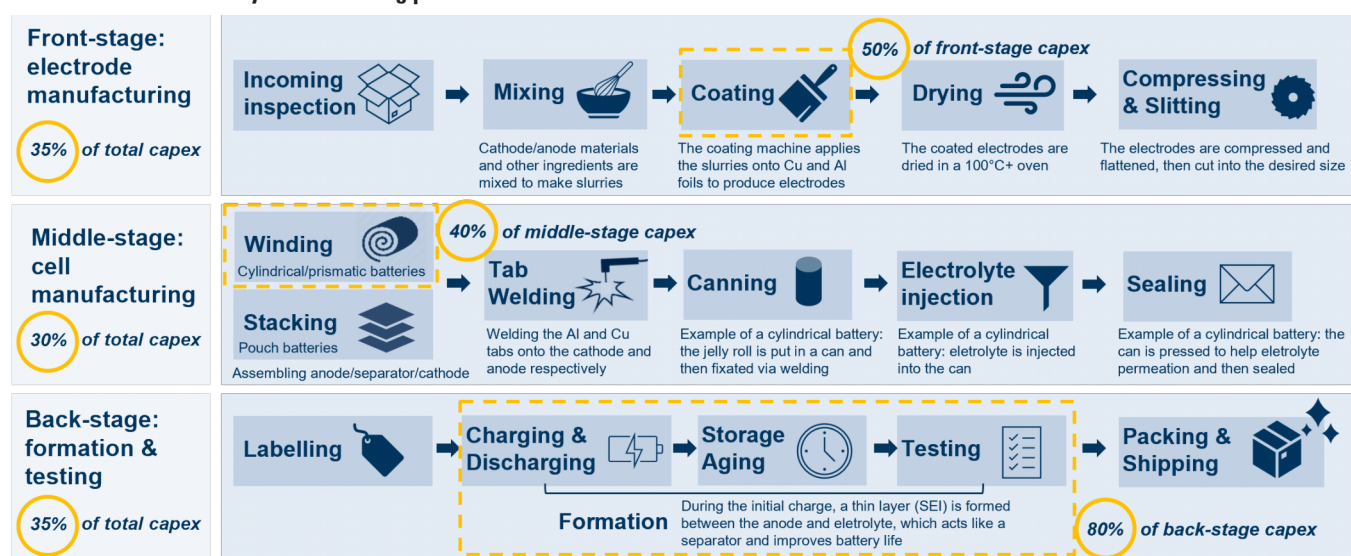 Front-stage:
electrode
manufacturing
35% of total capex
50% of front-stage capex
Incoming
inspection
Mixing
Cathode/anode materials
and other ingredients are
mixed to make slurries
Coating
The coating machine applies
the slurries onto Cu and Al
foils to produce electrodes
Drying
The coated electrodes are
dried in a 100°C+ oven
Compressing
& Slitting
The electrodes are compressed and
flattened, then cut into the desired size
Middle-stage:
cell
manufacturing
30% of total capex
Winding
Cylindrical/prismatic batteries
40% of middle-stage capex
Stacking
Pouch batteries
Assembling anode/separator/cathode
Tab
Welding
Welding the Al and Cu
tabs onto the cathode and
anode respectively
Canning
Example of a cylindrical battery:
the jelly roll is put in a can and
then fixated via welding
Electrolyte
injection
Example of a cylindrical
battery: eletrolyte is injected
into the can
Sealing
Example of a cylindrical battery: the
can is pressed to help eletrolyte
permeation and then sealed
Back-stage:
formation &
testing
35% of total capex
Labelling
Charging &
Discharging
Storage
Aging
Testing
Formation
During the initial charge, a thin layer (SEI) is formed
between the anode and eletrolyte, which acts like a
separator and improves battery life
Packing &
Shipping
80% of back-stage capex